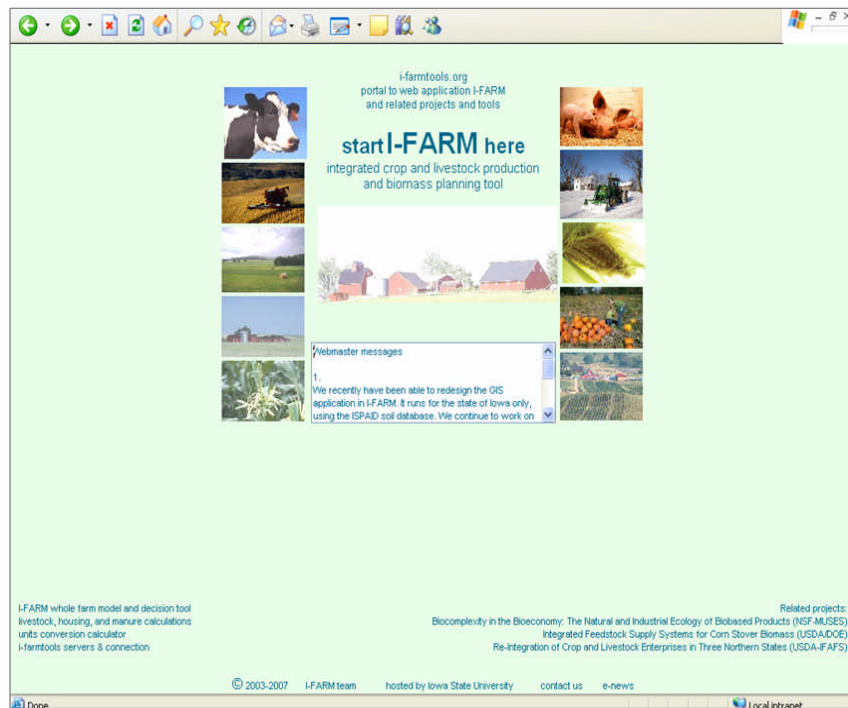 i-farmtools.org
portal to web application I-FARM
and related projects and tools
start I-FARM here
integrated crop and livestock production
and biomass planning tool
Webmaster messages
1.
We recently have been able to redesign the GIS
application in I-FARM. It runs for the state of Iowa only,
using the ISPAID soil database. We continue to work on
I-FARM whole farm model and decision tool
livestock, housing, and manure calculations
units conversion calculator
i-farmtools servers & connection
Related projects:
Biocomplexity in the Bioeconomy: The Natural and Industrial Ecology of Biobased Products (NSF-MUSES)
Integrated Feedstock Supply Systems for Corn Stover Biomass (USDA/DOE)
Re-Integration of Crop and Livestock Enterprises in Three Northern States (USDA-IFAFS)
© 2003-2007 I-FARM team hosted by Iowa State University contact us e-news
Done Local intranet